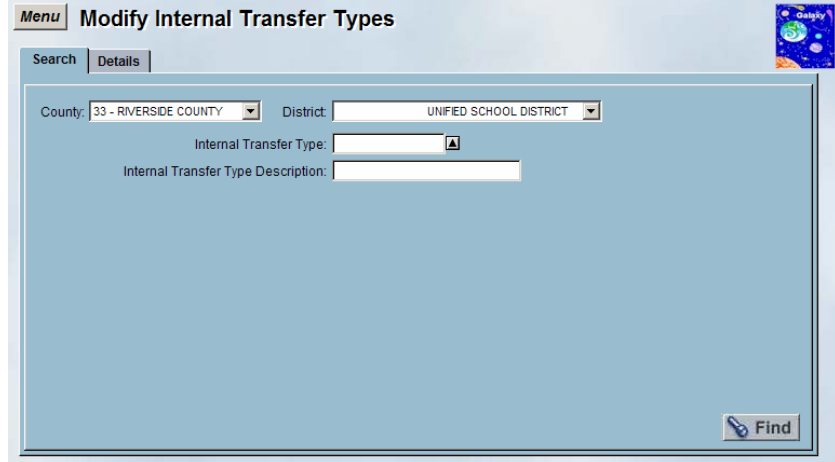 Menu Modify Internal Transfer Types
Galaxy
Search Details
County: 33 - RIVERSIDE COUNTY District: UNIFIED SCHOOL DISTRICT
Internal Transfer Type:
Internal Transfer Type Description:
Find